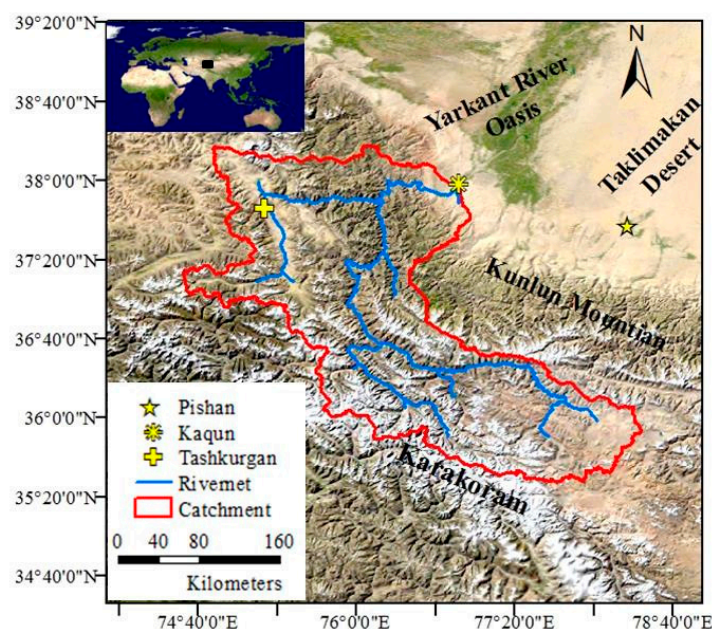 39°20'0"N
38°40'0"N
38°0'0"N
37°20'0"N
36°40'0"N
36°0'0"N
35°20'0"N
34°40'0"N
N
Yarkant River
Oasis
Taklimakan
Desert
Kunlun Mountian
Karakoram
Pishan
Kaqun
Tashkurgan
Rivernet
Catchment
0 40 80 160
Kilometers
74°40'0"E 76°0'0"E 77°20'0"E 78°40'0"E